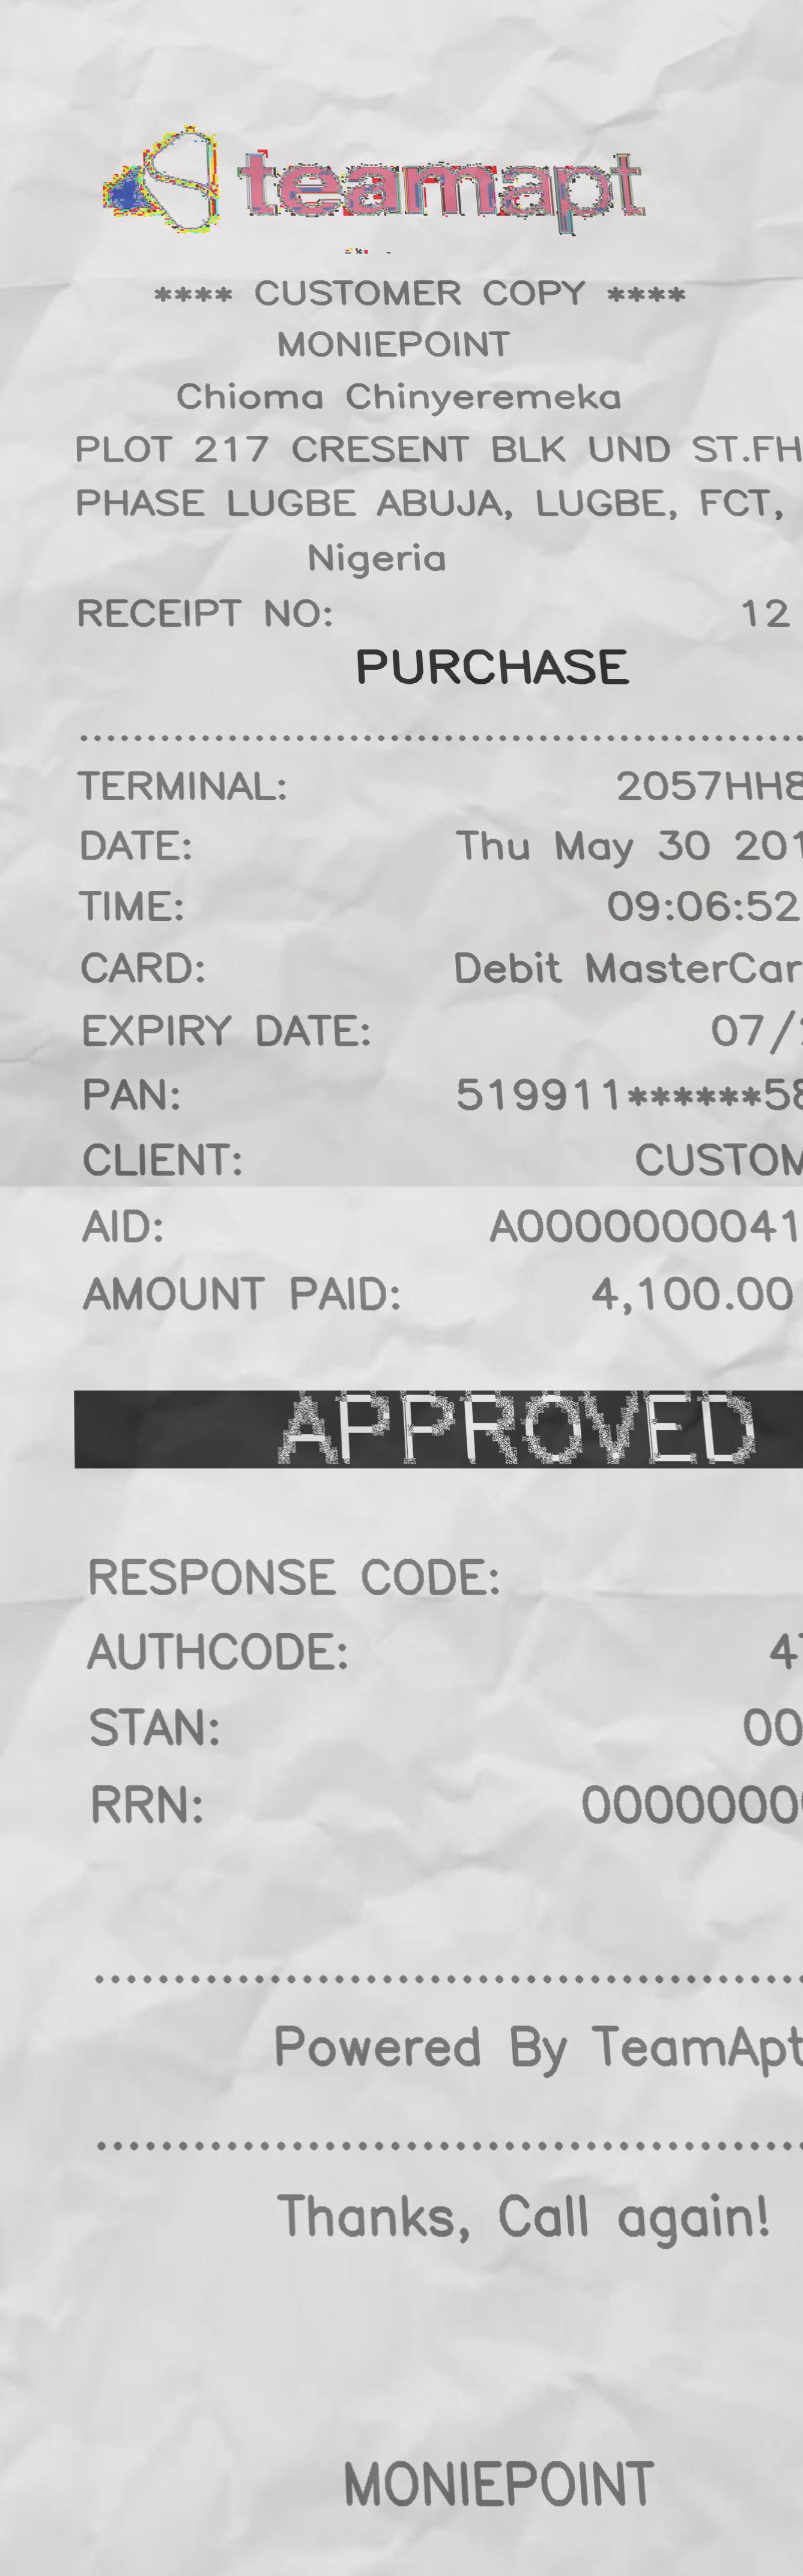 teamapt
**** CUSTOMER COPY ****
MONIEPOINT
Chioma Chinyeremeka
PLOT 217 CRESENT BLK UND ST.FH
PHASE LUGBE ABUJA, LUGBE, FCT,
Nigeria
RECEIPT NO: 12
PURCHASE
TERMINAL: 2057HH8
DATE: Thu May 30 201
TIME: 09:06:52
CARD: Debit MasterCar
EXPIRY DATE: 07/
PAN: 519911******58
CLIENT: CUSTOM
AID: A0000000041
AMOUNT PAID: 4,100.00
APPROVED
RESPONSE CODE:
AUTHCODE: 47
STAN: 00
RRN: 0000000
Powered By TeamApt
Thanks, Call again!
MONIEPOINT